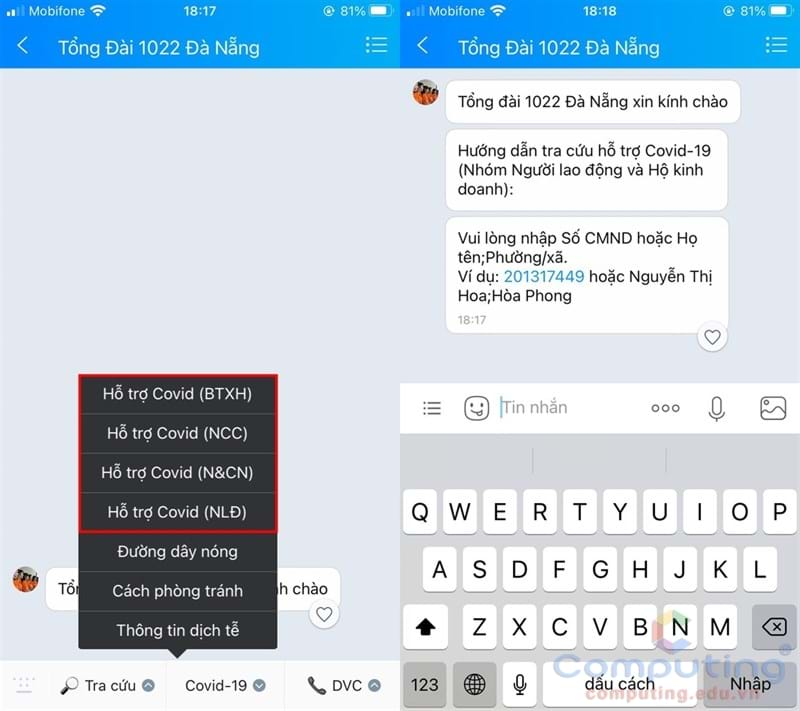 Mobifone 18:17 81%
Tổng Đài 1022 Đà Nẵng
Hỗ trợ Covid (BTXH)
Hỗ trợ Covid (NCC)
Hỗ trợ Covid (N&CN)
Hỗ trợ Covid (NLĐ)
Đường dây nóng
Cách phòng tránh
Thông tin dịch tễ
Tổn h chào
Tra cứu Covid-19 DVC
Mobifone 18:18 81%
Tổng Đài 1022 Đà Nẵng
Tổng đài 1022 Đà Nẵng xin kính chào
Hướng dẫn tra cứu hỗ trợ Covid-19
(Nhóm Người lao động và Hộ kinh
doanh):
Vui lòng nhập Số CMND hoặc Họ
tên;Phường/xã.
Ví dụ: 201317449 hoặc Nguyễn Thị
Hoa;Hòa Phong
18:17
Tin nhắn
Q W E R T Y U I O P
A S D F G H J K L
Z X C V B N M
123 dấu cách Nhập
Computing
computing.edu.vn